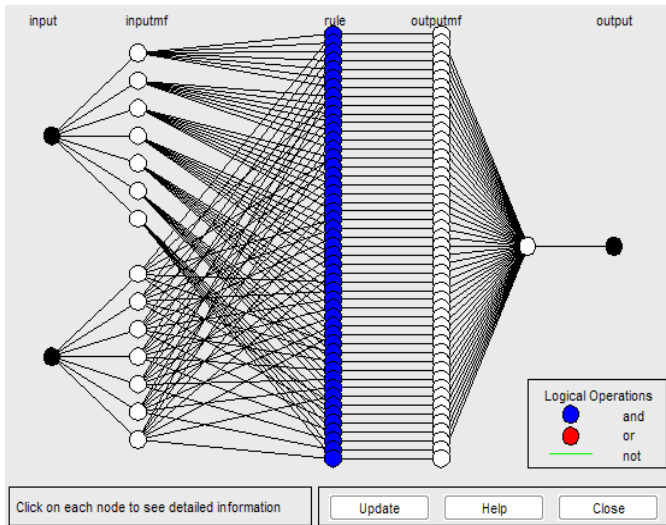 input inputmf rule outputmf output
Logical Operations
and
or
not
Click on each node to see detailed information
Update Help Close